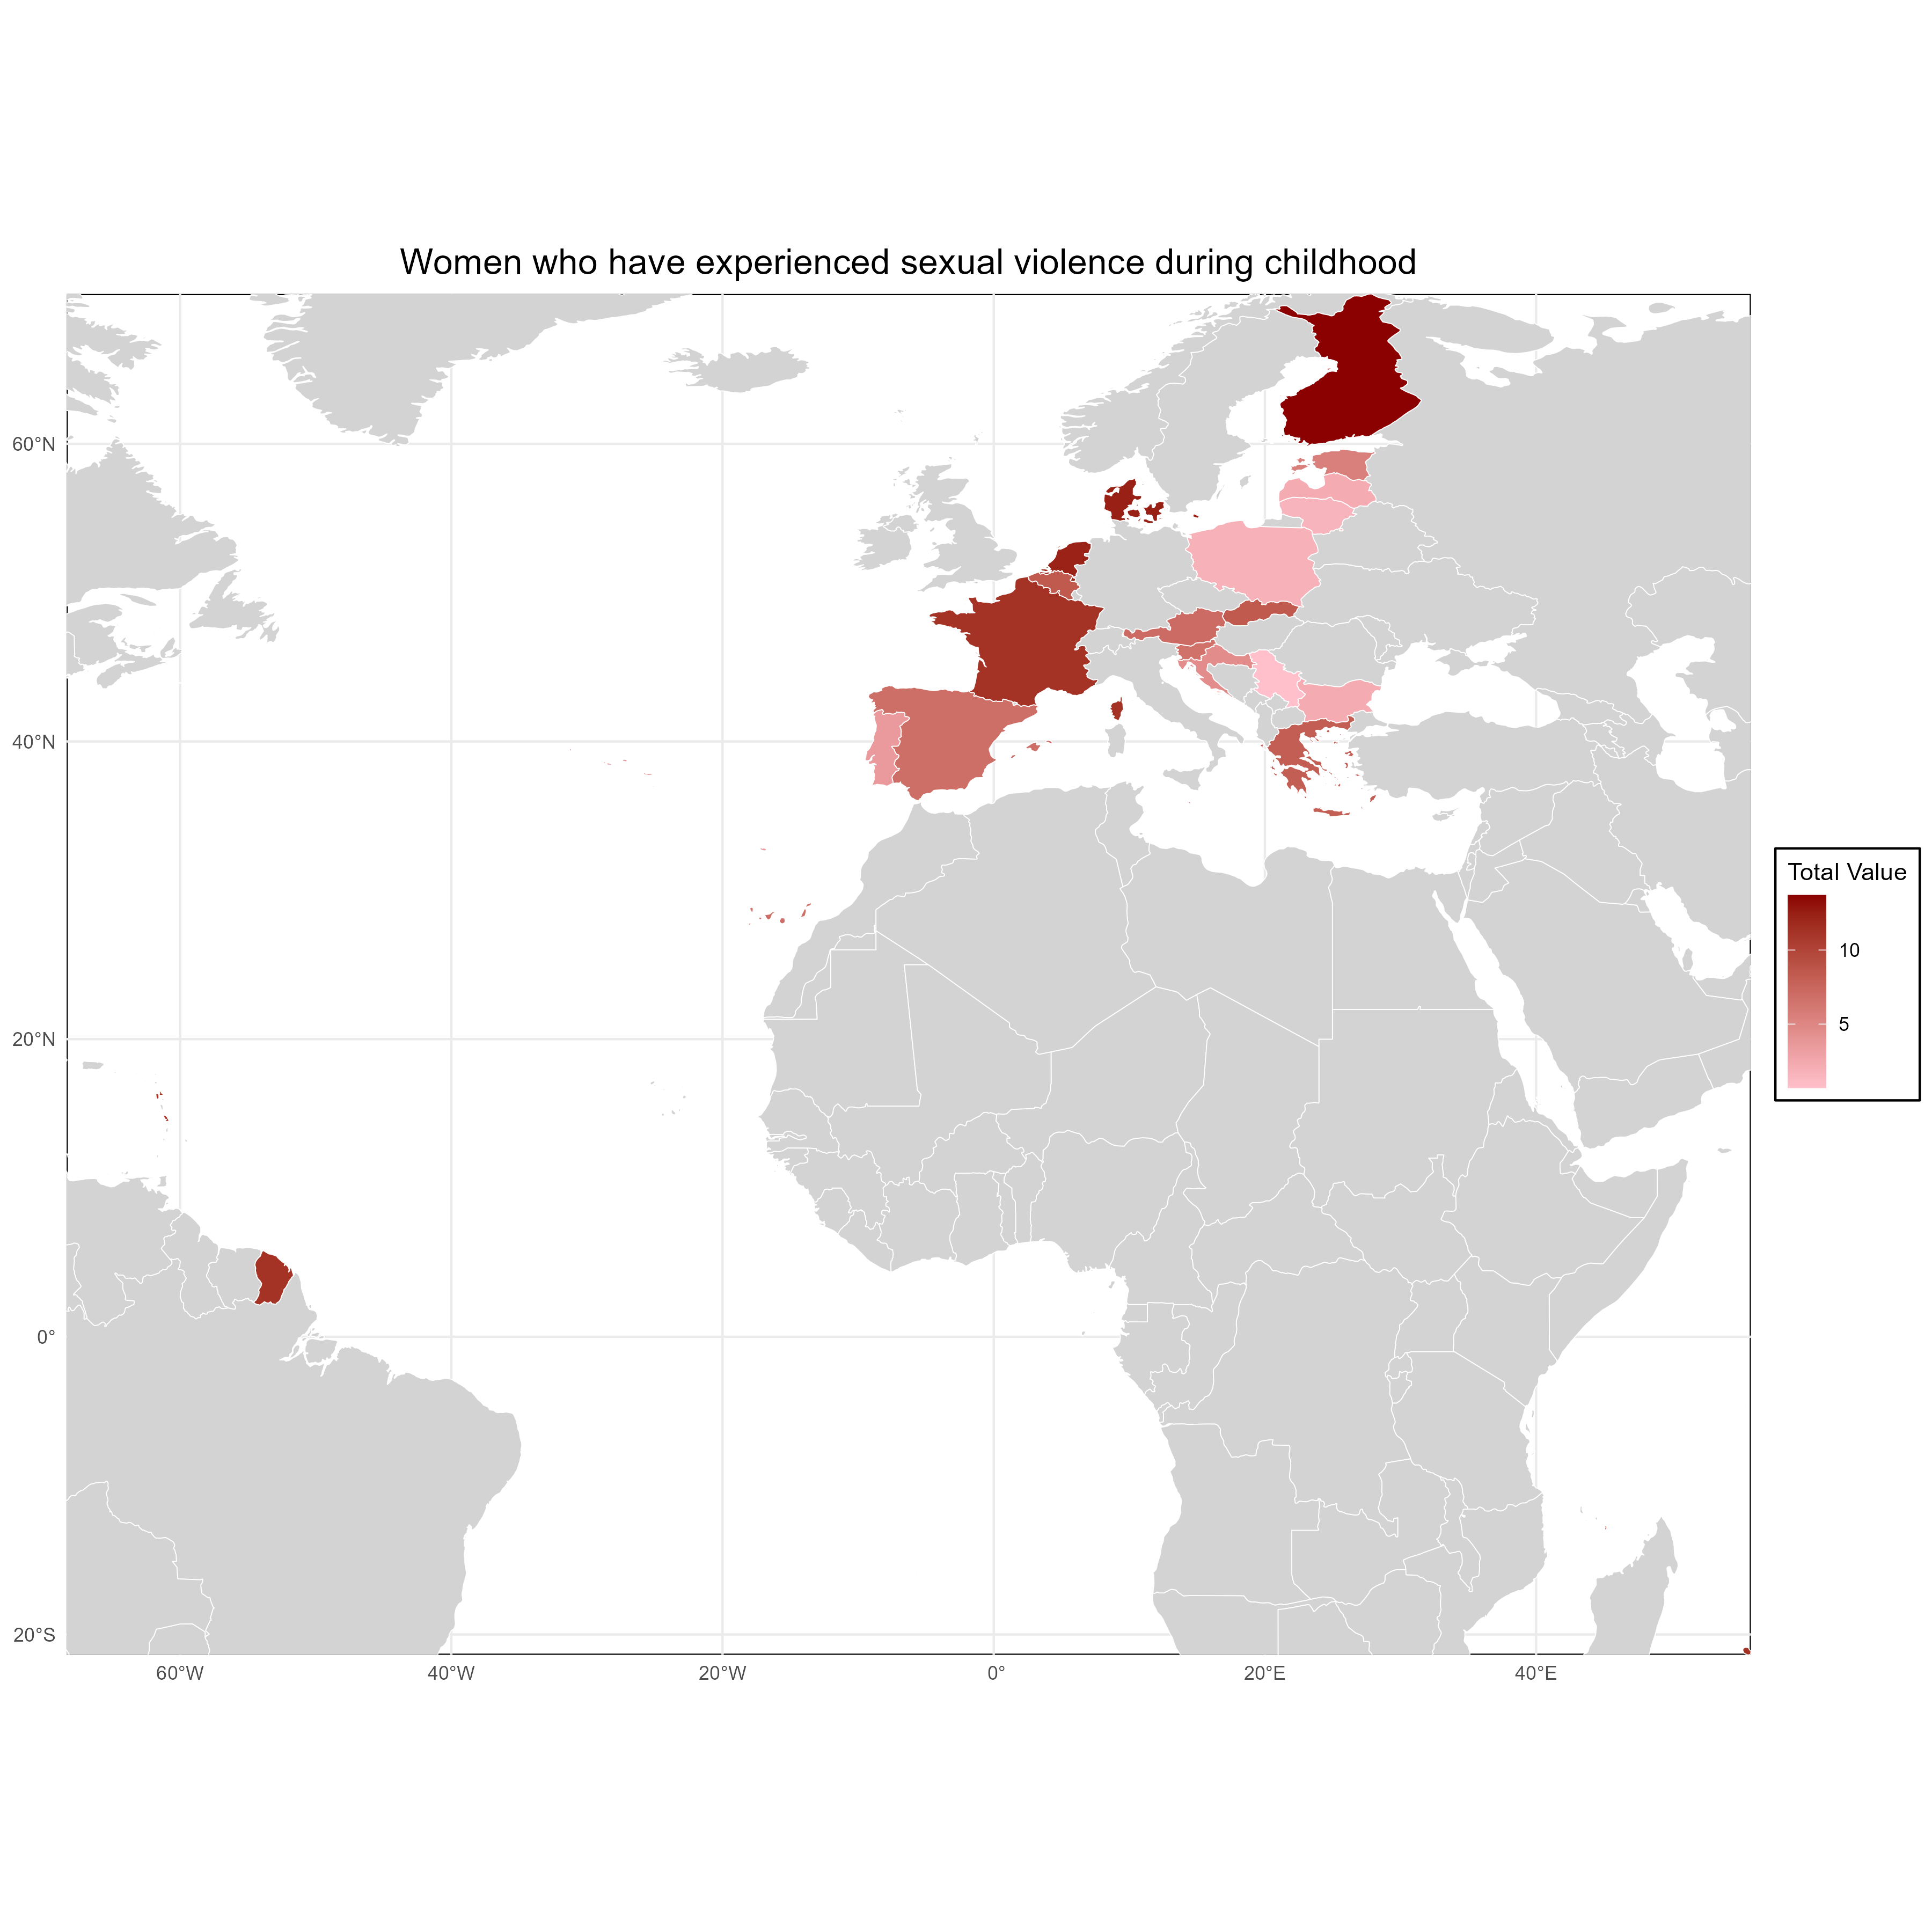 Women who have experienced sexual violence during childhood
60°N
40°N
20°N
0°
20°S
60°W
40°W
20°W
0°
20°E
40°E
Total Value
10
5